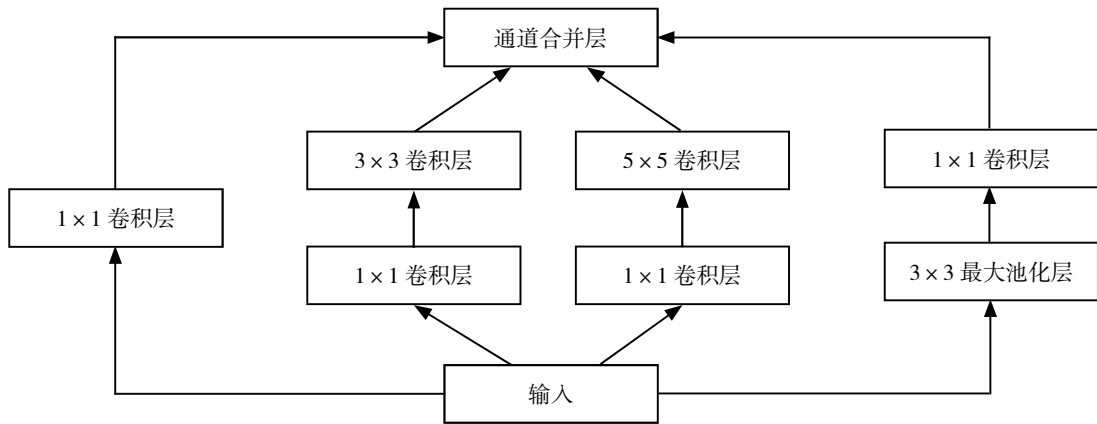 通道合并层
3 × 3 卷积层
5 × 5 卷积层
1 × 1 卷积层
1 × 1 卷积层
1 × 1 卷积层
1 × 1 卷积层
3 × 3 最大池化层
输入